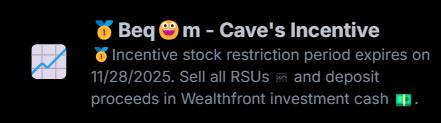 🥇 Beq😀m - Cave's Incentive
🥇Incentive stock restriction period expires on
11/28/2025. Sell all RSUs and deposit
proceeds in Wealthfront investment cash 💵.